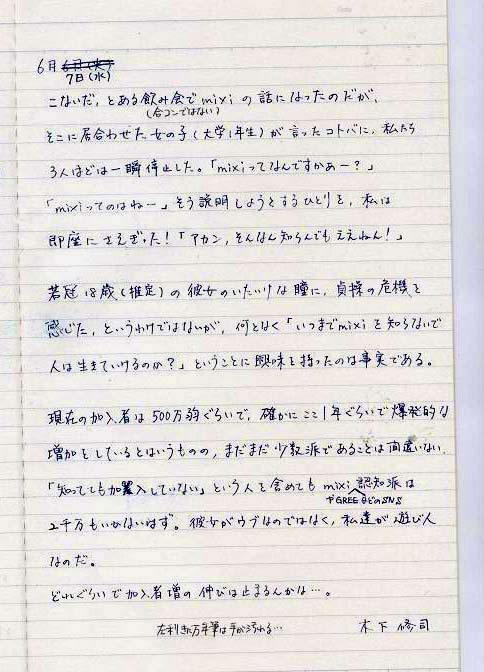 6月 6日(火)
7日(水)
こないだ、とある飲み会でmixiの話になったのだが、
(合コンではない)
そこに居合わせた女の子(大学1年生)が言ったコトバに、私たち
3人ほどは一瞬停止した。「mixiってなんですかあー?」
「mixiってのはねー」そう説明しようとするひとりを、私は
即座にさえぎった!「アカン,そんなん知らんでもええねん!」
若冠18歳(推定)の彼女のいたいけな瞳に、貞操の危機を
感じた、というわけではないが、何となく「いつまでmixiを知らないで
人は生きていけるのか?」ということに興味を持ったのは事実である。
現在の加入者は500万弱ぐらいで、確かにここ1年ぐらいで爆発的な
増加をしているとはいうものの、まだまだ少数派であることは間違いない。
「知ってても加入していない」という人を含めても mixi 認知派は
やGREEなどのSNS
2千万もいかないはず。彼女がウブなのではなく、私達が遊び人
なのだ。
どれぐらいで加入者増の伸びは止まるんかな…。
左利きに万年筆は手が汚れる… 木下修司